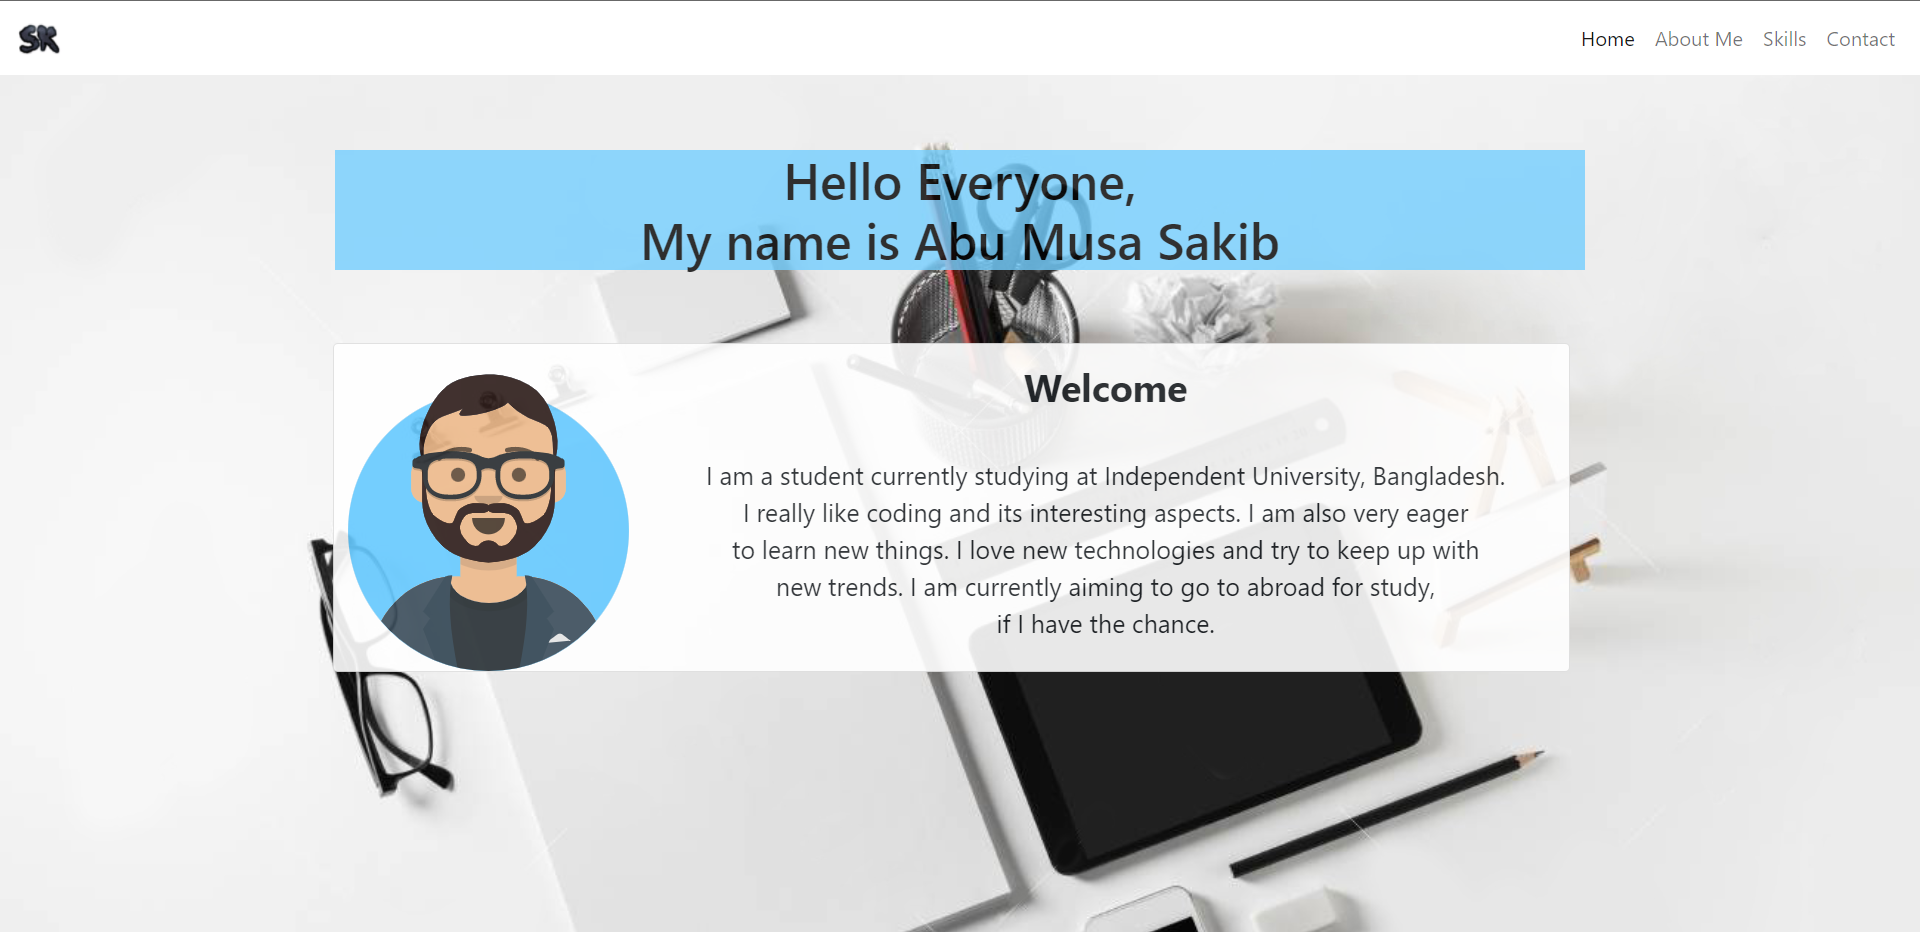 SK
Home About Me Skills Contact
Hello Everyone,
My name is Abu Musa Sakib
Welcome
I am a student currently studying at Independent University, Bangladesh.
I really like coding and its interesting aspects. I am also very eager
to learn new things. I love new technologies and try to keep up with
new trends. I am currently aiming to go to abroad for study,
if I have the chance.